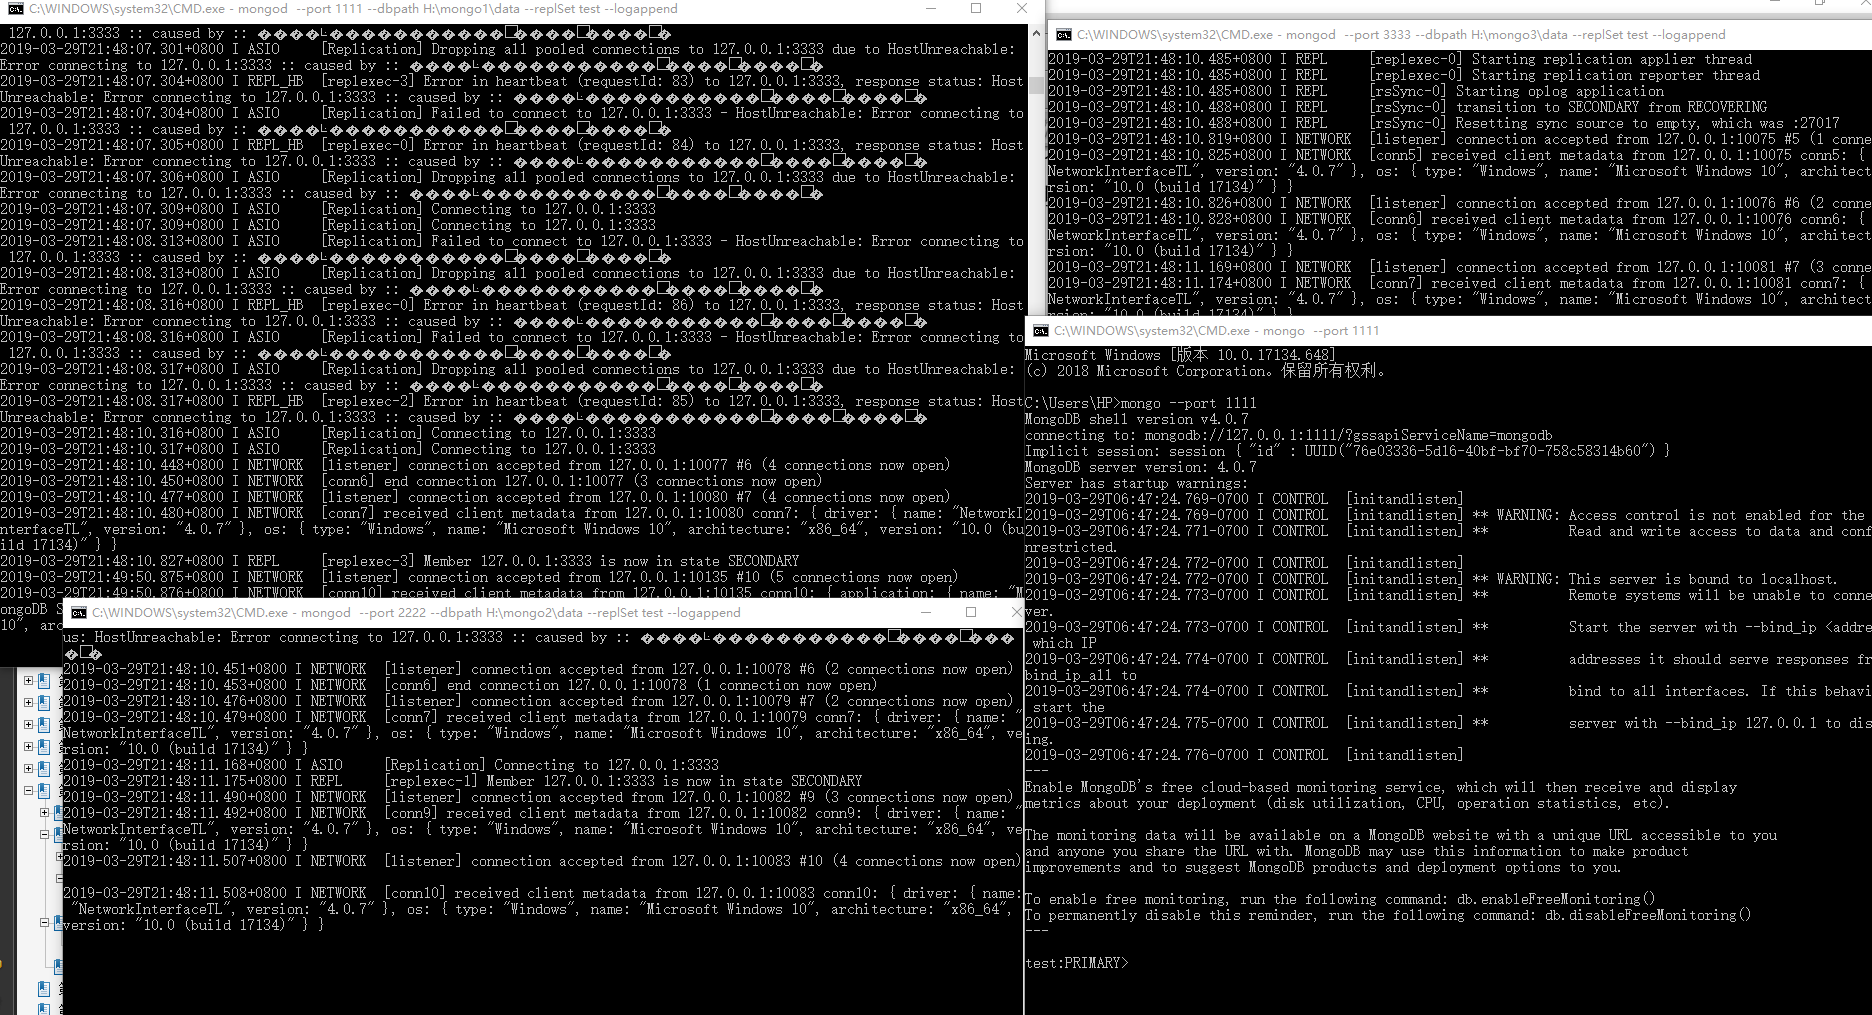 C:\WINDOWS\system32\CMD.exe - mongod  --port 1111 --dbpath H:\mongo1\data --replSet test --logappend
127.0.0.1:3333 :: caused by ::
2019-03-29T21:48:07.301+0800 I ASIO     [Replication] Dropping all pooled connections to 127.0.0.1:3333 due to HostUnreachable:
Error connecting to 127.0.0.1:3333 :: caused by ::
2019-03-29T21:48:07.304+0800 I REPL_HB  [replexec-3] Error in heartbeat (requestId: 83) to 127.0.0.1:3333, response status: Host
Unreachable: Error connecting to 127.0.0.1:3333 :: caused by ::
2019-03-29T21:48:07.304+0800 I ASIO     [Replication] Failed to connect to 127.0.0.1:3333 - HostUnreachable: Error connecting to
127.0.0.1:3333 :: caused by ::
2019-03-29T21:48:07.305+0800 I REPL_HB  [replexec-0] Error in heartbeat (requestId: 84) to 127.0.0.1:3333, response status: Host
Unreachable: Error connecting to 127.0.0.1:3333 :: caused by ::
2019-03-29T21:48:07.306+0800 I ASIO     [Replication] Dropping all pooled connections to 127.0.0.1:3333 due to HostUnreachable:
Error connecting to 127.0.0.1:3333 :: caused by ::
2019-03-29T21:48:07.309+0800 I ASIO     [Replication] Connecting to 127.0.0.1:3333
2019-03-29T21:48:07.309+0800 I ASIO     [Replication] Connecting to 127.0.0.1:3333
2019-03-29T21:48:08.313+0800 I ASIO     [Replication] Failed to connect to 127.0.0.1:3333 - HostUnreachable: Error connecting to
127.0.0.1:3333 :: caused by ::
2019-03-29T21:48:08.313+0800 I ASIO     [Replication] Dropping all pooled connections to 127.0.0.1:3333 due to HostUnreachable:
Error connecting to 127.0.0.1:3333 :: caused by ::
2019-03-29T21:48:08.316+0800 I REPL_HB  [replexec-0] Error in heartbeat (requestId: 86) to 127.0.0.1:3333, response status: Host
Unreachable: Error connecting to 127.0.0.1:3333 :: caused by ::
2019-03-29T21:48:08.316+0800 I ASIO     [Replication] Failed to connect to 127.0.0.1:3333 - HostUnreachable: Error connecting to
127.0.0.1:3333 :: caused by ::
2019-03-29T21:48:08.317+0800 I ASIO     [Replication] Dropping all pooled connections to 127.0.0.1:3333 due to HostUnreachable:
Error connecting to 127.0.0.1:3333 :: caused by ::
2019-03-29T21:48:08.317+0800 I REPL_HB  [replexec-2] Error in heartbeat (requestId: 85) to 127.0.0.1:3333, response status: Host
Unreachable: Error connecting to 127.0.0.1:3333 :: caused by ::
2019-03-29T21:48:10.316+0800 I ASIO     [Replication] Connecting to 127.0.0.1:3333
2019-03-29T21:48:10.317+0800 I ASIO     [Replication] Connecting to 127.0.0.1:3333
2019-03-29T21:48:10.448+0800 I NETWORK  [listener] connection accepted from 127.0.0.1:10077 #6 (4 connections now open)
2019-03-29T21:48:10.450+0800 I NETWORK  [conn6] end connection 127.0.0.1:10077 (3 connections now open)
2019-03-29T21:48:10.477+0800 I NETWORK  [listener] connection accepted from 127.0.0.1:10080 #7 (4 connections now open)
2019-03-29T21:48:10.480+0800 I NETWORK  [conn7] received client metadata from 127.0.0.1:10080 conn7: { driver: { name: "NetworkI
nterfaceTL", version: "4.0.7" }, os: { type: "Windows", name: "Microsoft Windows 10", architecture: "x86_64", version: "10.0 (bu
ild 17134)" } }
2019-03-29T21:48:10.827+0800 I REPL     [replexec-3] Member 127.0.0.1:3333 is now in state SECONDARY
2019-03-29T21:49:50.875+0800 I NETWORK  [listener] connection accepted from 127.0.0.1:10135 #10 (5 connections now open)
2019-03-29T21:49:50.876+0800 I NETWORK  [conn10] received client metadata from 127.0.0.1:10135 conn10: { application: { name: "M
ongoDB S
10", arc
C:\WINDOWS\system32\CMD.exe - mongod  --port 2222 --dbpath H:\mongo2\data --replSet test --logappend
us: HostUnreachable: Error connecting to 127.0.0.1:3333 :: caused by ::
2019-03-29T21:48:10.451+0800 I NETWORK  [listener] connection accepted from 127.0.0.1:10078 #6 (2 connections now open)
2019-03-29T21:48:10.453+0800 I NETWORK  [conn6] end connection 127.0.0.1:10078 (1 connection now open)
2019-03-29T21:48:10.476+0800 I NETWORK  [listener] connection accepted from 127.0.0.1:10079 #7 (2 connections now open)
2019-03-29T21:48:10.479+0800 I NETWORK  [conn7] received client metadata from 127.0.0.1:10079 conn7: { driver: { name: "
NetworkInterfaceTL", version: "4.0.7" }, os: { type: "Windows", name: "Microsoft Windows 10", architecture: "x86_64", ve
rsion: "10.0 (build 17134)" } }
2019-03-29T21:48:11.168+0800 I ASIO     [Replication] Connecting to 127.0.0.1:3333
2019-03-29T21:48:11.175+0800 I REPL     [replexec-1] Member 127.0.0.1:3333 is now in state SECONDARY
2019-03-29T21:48:11.490+0800 I NETWORK  [listener] connection accepted from 127.0.0.1:10082 #9 (3 connections now open)
2019-03-29T21:48:11.492+0800 I NETWORK  [conn9] received client metadata from 127.0.0.1:10082 conn9: { driver: { name: "
NetworkInterfaceTL", version: "4.0.7" }, os: { type: "Windows", name: "Microsoft Windows 10", architecture: "x86_64", ve
rsion: "10.0 (build 17134)" } }
2019-03-29T21:48:11.507+0800 I NETWORK  [listener] connection accepted from 127.0.0.1:10083 #10 (4 connections now open)
2019-03-29T21:48:11.508+0800 I NETWORK  [conn10] received client metadata from 127.0.0.1:10083 conn10: { driver: { name:
"NetworkInterfaceTL", version: "4.0.7" }, os: { type: "Windows", name: "Microsoft Windows 10", architecture: "x86_64",
version: "10.0 (build 17134)" } }
C:\WINDOWS\system32\CMD.exe - mongod  --port 3333 --dbpath H:\mongo3\data --replSet test --logappend
2019-03-29T21:48:10.485+0800 I REPL     [replexec-0] Starting replication applier thread
2019-03-29T21:48:10.485+0800 I REPL     [replexec-0] Starting replication reporter thread
2019-03-29T21:48:10.485+0800 I REPL     [rsSync-0] Starting oplog application
2019-03-29T21:48:10.488+0800 I REPL     [rsSync-0] transition to SECONDARY from RECOVERING
2019-03-29T21:48:10.488+0800 I REPL     [rsSync-0] Resetting sync source to empty, which was :27017
2019-03-29T21:48:10.819+0800 I NETWORK  [listener] connection accepted from 127.0.0.1:10075 #5 (1 conne
2019-03-29T21:48:10.825+0800 I NETWORK  [conn5] received client metadata from 127.0.0.1:10075 conn5: {
NetworkInterfaceTL", version: "4.0.7" }, os: { type: "Windows", name: "Microsoft Windows 10", architect
rsion: "10.0 (build 17134)" } }
2019-03-29T21:48:10.826+0800 I NETWORK  [listener] connection accepted from 127.0.0.1:10076 #6 (2 conne
2019-03-29T21:48:10.828+0800 I NETWORK  [conn6] received client metadata from 127.0.0.1:10076 conn6: {
NetworkInterfaceTL", version: "4.0.7" }, os: { type: "Windows", name: "Microsoft Windows 10", architect
rsion: "10.0 (build 17134)" } }
2019-03-29T21:48:11.169+0800 I NETWORK  [listener] connection accepted from 127.0.0.1:10081 #7 (3 conne
2019-03-29T21:48:11.174+0800 I NETWORK  [conn7] received client metadata from 127.0.0.1:10081 conn7: {
NetworkInterfaceTL", version: "4.0.7" }, os: { type: "Windows", name: "Microsoft Windows 10", architect
rsion: "10.0 (build 17134)" } }
C:\WINDOWS\system32\CMD.exe - mongo  --port 1111
Microsoft Windows [版本 10.0.17134.648]
(c) 2018 Microsoft Corporation。保留所有权利。
C:\Users\HP>mongo --port 1111
MongoDB shell version v4.0.7
connecting to: mongodb://127.0.0.1:1111/?gssapiServiceName=mongodb
Implicit session: session { "id" : UUID("76e03336-5d16-40bf-bf70-758c58314b60") }
MongoDB server version: 4.0.7
Server has startup warnings:
2019-03-29T06:47:24.769-0700 I CONTROL  [initandlisten]
2019-03-29T06:47:24.769-0700 I CONTROL  [initandlisten] ** WARNING: Access control is not enabled for the
2019-03-29T06:47:24.771-0700 I CONTROL  [initandlisten] **          Read and write access to data and conf
nrestricted.
2019-03-29T06:47:24.772-0700 I CONTROL  [initandlisten]
2019-03-29T06:47:24.772-0700 I CONTROL  [initandlisten] ** WARNING: This server is bound to localhost.
2019-03-29T06:47:24.773-0700 I CONTROL  [initandlisten] **          Remote systems will be unable to conne
ver.
2019-03-29T06:47:24.773-0700 I CONTROL  [initandlisten] **          Start the server with --bind_ip <addre
which IP
2019-03-29T06:47:24.774-0700 I CONTROL  [initandlisten] **          addresses it should serve responses fr
bind_ip_all to
2019-03-29T06:47:24.774-0700 I CONTROL  [initandlisten] **          bind to all interfaces. If this behavi
start the
2019-03-29T06:47:24.775-0700 I CONTROL  [initandlisten] **          server with --bind_ip 127.0.0.1 to dis
ing.
2019-03-29T06:47:24.776-0700 I CONTROL  [initandlisten]
---
Enable MongoDB's free cloud-based monitoring service, which will then receive and display
metrics about your deployment (disk utilization, CPU, operation statistics, etc).
The monitoring data will be available on a MongoDB website with a unique URL accessible to you
and anyone you share the URL with. MongoDB may use this information to make product
improvements and to suggest MongoDB products and deployment options to you.
To enable free monitoring, run the following command: db.enableFreeMonitoring()
To permanently disable this reminder, run the following command: db.disableFreeMonitoring()
---
test:PRIMARY>